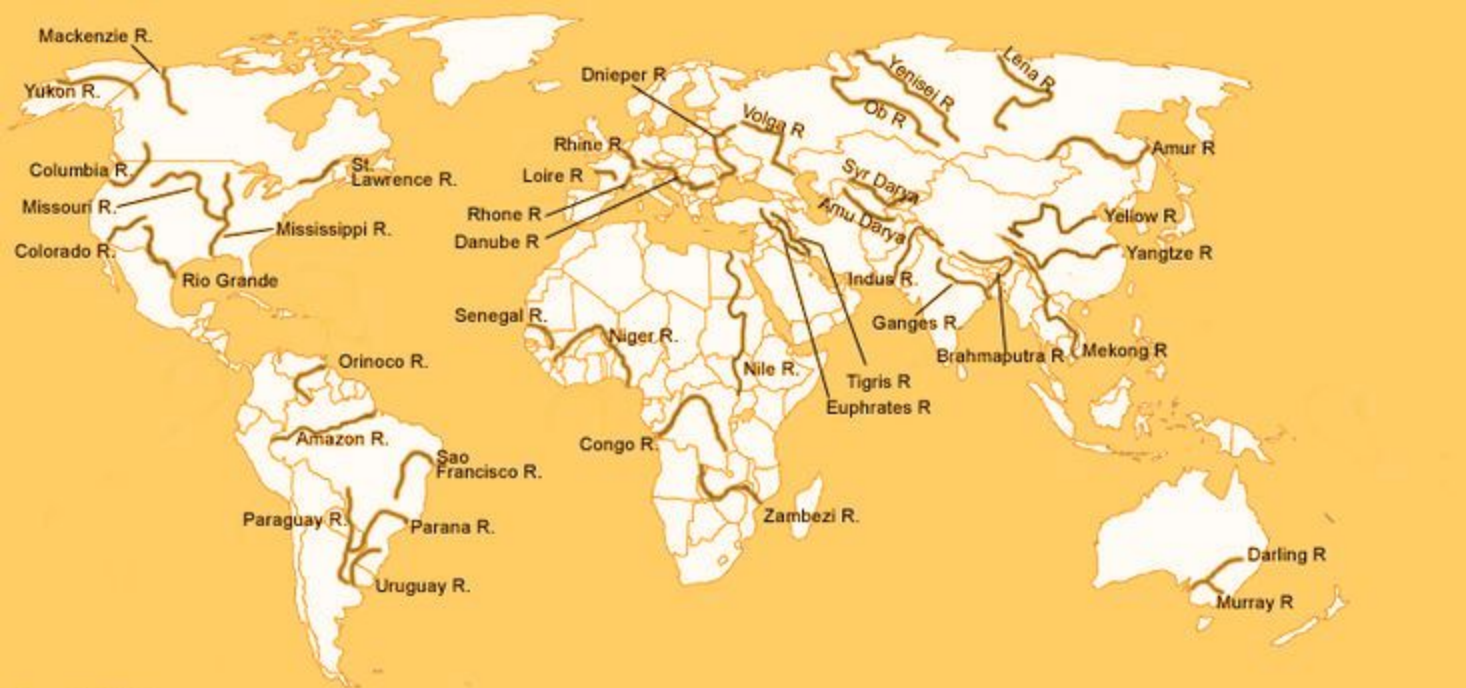 Mackenzie R.
Yukon R.
Columbia R.
Missouri R.
Colorado R.
St.
Lawrence R.
Mississippi R.
Rio Grande
Orinoco R.
Amazon R.
Sao
Francisco R.
Paraguay R.
Parana R.
Uruguay R.
Dnieper R
Volga R
Rhine R.
Loire R
Rhone R
Danube R
Senegal R.
Niger R.
Nile R.
Congo R.
Zambezi R.
Tigris R
Euphrates R
Ob R
Yenisei R
Lena R
Amur R
Syr Darya
Amu Darya
Yellow R
Yangtze R
Indus R.
Ganges R.
Brahmaputra R
Mekong R
Darling R
Murray R